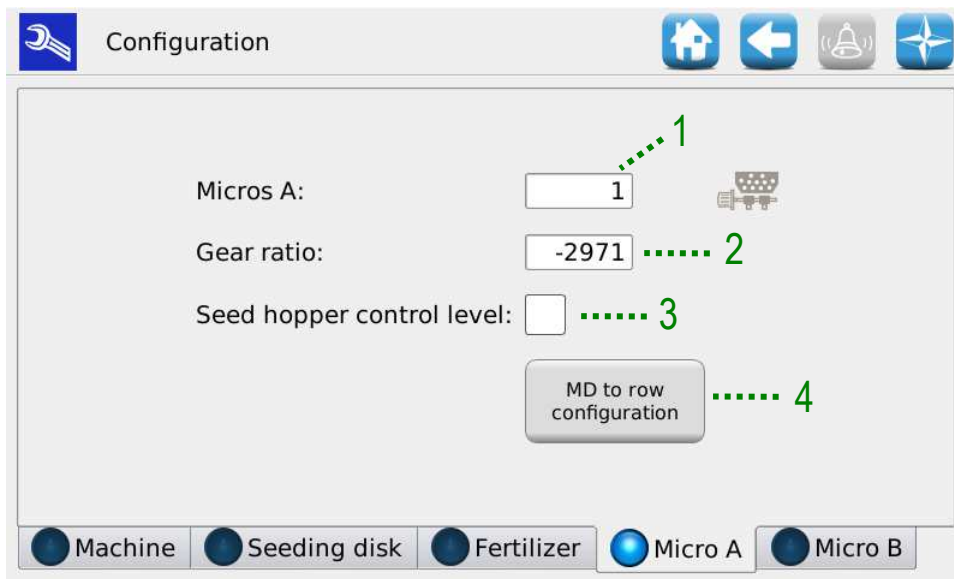 Configuration
1
Micros A: 1
Gear ratio: -2971 2
Seed hopper control level: 3
MD to row
configuration 4
Machine Seeding disk Fertilizer Micro A Micro B